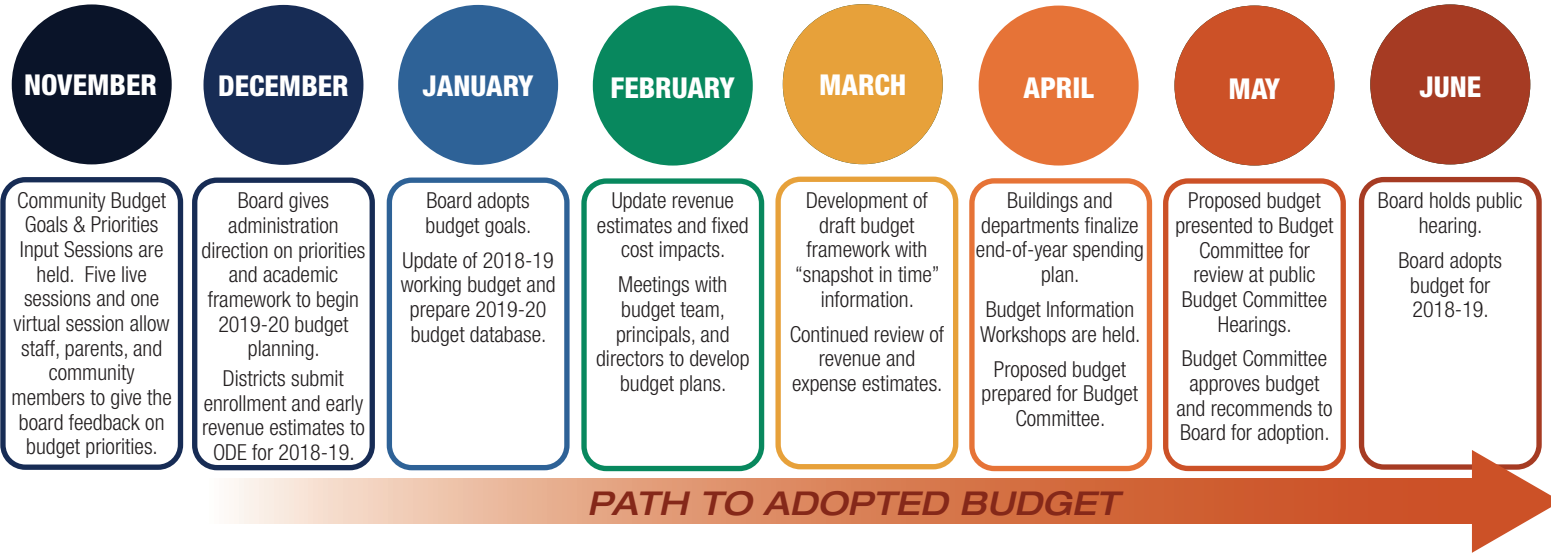 NOVEMBER
Community Budget
Goals & Priorities
Input Sessions are
held. Five live
sessions and one
virtual session allow
staff, parents, and
community
members to give the
board feedback on
budget priorities.
DECEMBER
Board gives
administration
direction on priorities
and academic
framework to begin
2019-20 budget
planning.
Districts submit
enrollment and early
revenue estimates to
ODE for 2018-19.
JANUARY
Board adopts
budget goals.
Update of 2018-19
working budget and
prepare 2019-20
budget database.
FEBRUARY
Update revenue
estimates and fixed
cost impacts.
Meetings with
budget team,
principals, and
directors to develop
budget plans.
MARCH
Development of
draft budget
framework with
“snapshot in time”
information.
Continued review of
revenue and
expense estimates.
APRIL
Buildings and
departments finalize
end-of-year spending
plan.
Budget Information
Workshops are held.
Proposed budget
prepared for Budget
Committee.
MAY
Proposed budget
presented to Budget
Committee for
review at public
Budget Committee
Hearings.
Budget Committee
approves budget
and recommends to
Board for adoption.
JUNE
Board holds public
hearing.
Board adopts
budget for
2018-19.
PATH TO ADOPTED BUDGET